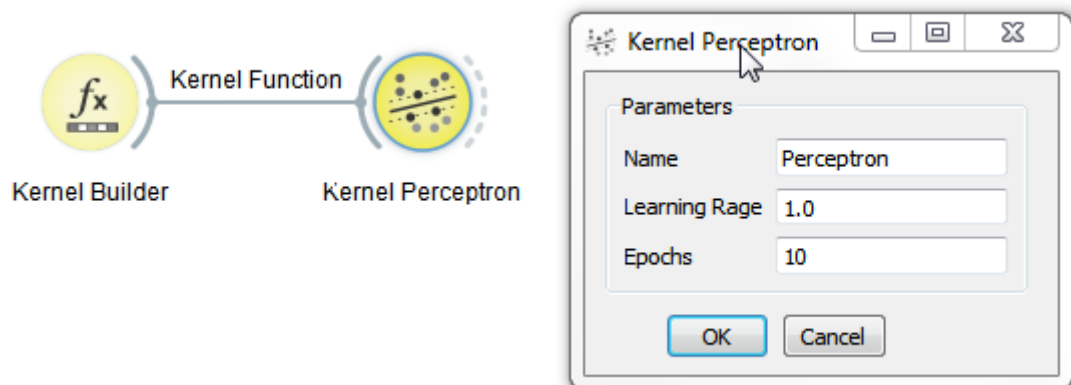 Kernel Function
fx
Kernel Builder
Kernel Perceptron
Kernel Perceptron
Parameters
Name
Perceptron
Learning Rage
1.0
Epochs
10
OK
Cancel